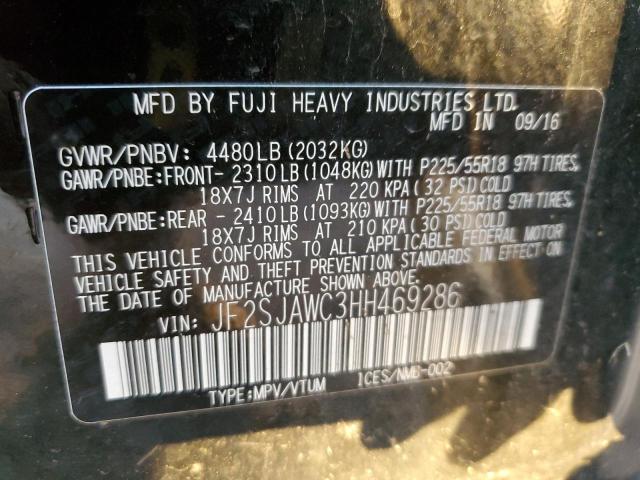 MFD BY FUJI HEAVY INDUSTRIES LTD.
MFD IN 09/16
GVWR/PNBV: 4480LB (2032KG)
GAWR/PNBE:FRONT- 2310LB (1048KG) WITH P225/55R18 97H TIRES,
18X7J RIMS AT 220 KPA (32 PSI) COLD
GAWR/PNBE:REAR - 2410LB (1093KG) WITH P225/55R18 97H TIRES,
18X7J RIMS AT 210 KPA (30 PSI) COLD
THIS VEHICLE CONFORMS TO ALL APPLICABLE FEDERAL MOTOR
VEHICLE SAFETY AND THEFT PREVENTION STANDARDS IN EFFECT ON
THE DATE OF MANUFACTURE SHOWN ABOVE.
VIN: JF2SJAWC3HH469286
TYPE:MPV/VTUM ICES/NMB-002